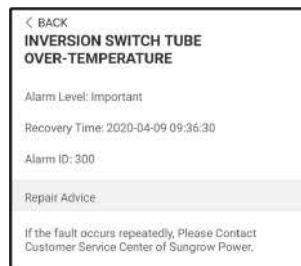 < BACK
INVERSION SWITCH TUBE
OVER-TEMPERATURE
Alarm Level: Important
Recovery Time: 2020-04-09 09:36:30
Alarm ID: 300
Repair Advice
If the fault occurs repeatedly, Please Contact
Customer Service Center of Sungrow Power.